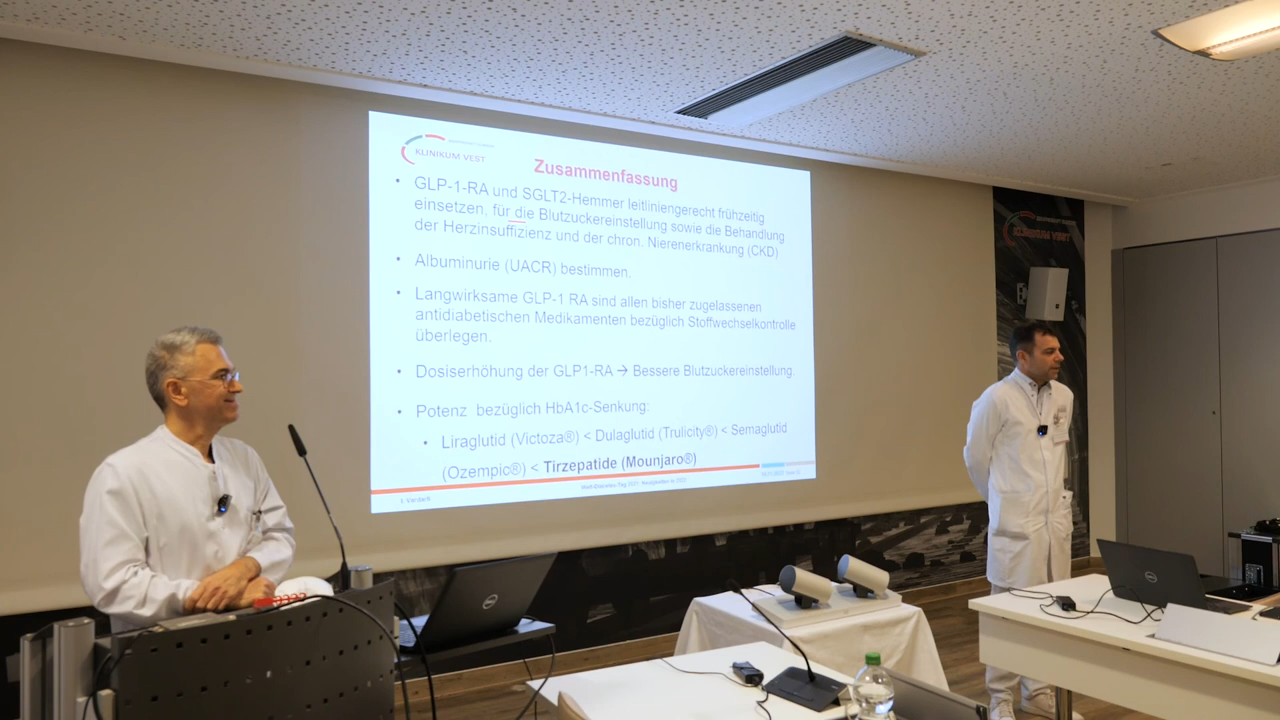 KLINIKUM VEST
Zusammenfassung
• GLP-1-RA und SGLT2-Hemmer leitliniengerecht frühzeitig
einsetzen, für die Blutzuckereinstellung sowie die Behandlung
der Herzinsuffizienz und der chron. Nierenerkrankung (CKD)
• Albuminurie (UACR) bestimmen.
• Langwirksame GLP-1 RA sind allen bisher zugelassenen
antidiabetischen Medikamenten bezüglich Stoffwechselkontrolle
überlegen.
• Dosiserhöhung der GLP1-RA → Bessere Blutzuckereinstellung.
• Potenz bezüglich HbA1c-Senkung:
• Liraglutid (Victoza®) < Dulaglutid (Trulicity®) < Semaglutid
(Ozempic®) < Tirzepatide (Mounjaro®)
KLINIKUM VEST
DELL
DELL